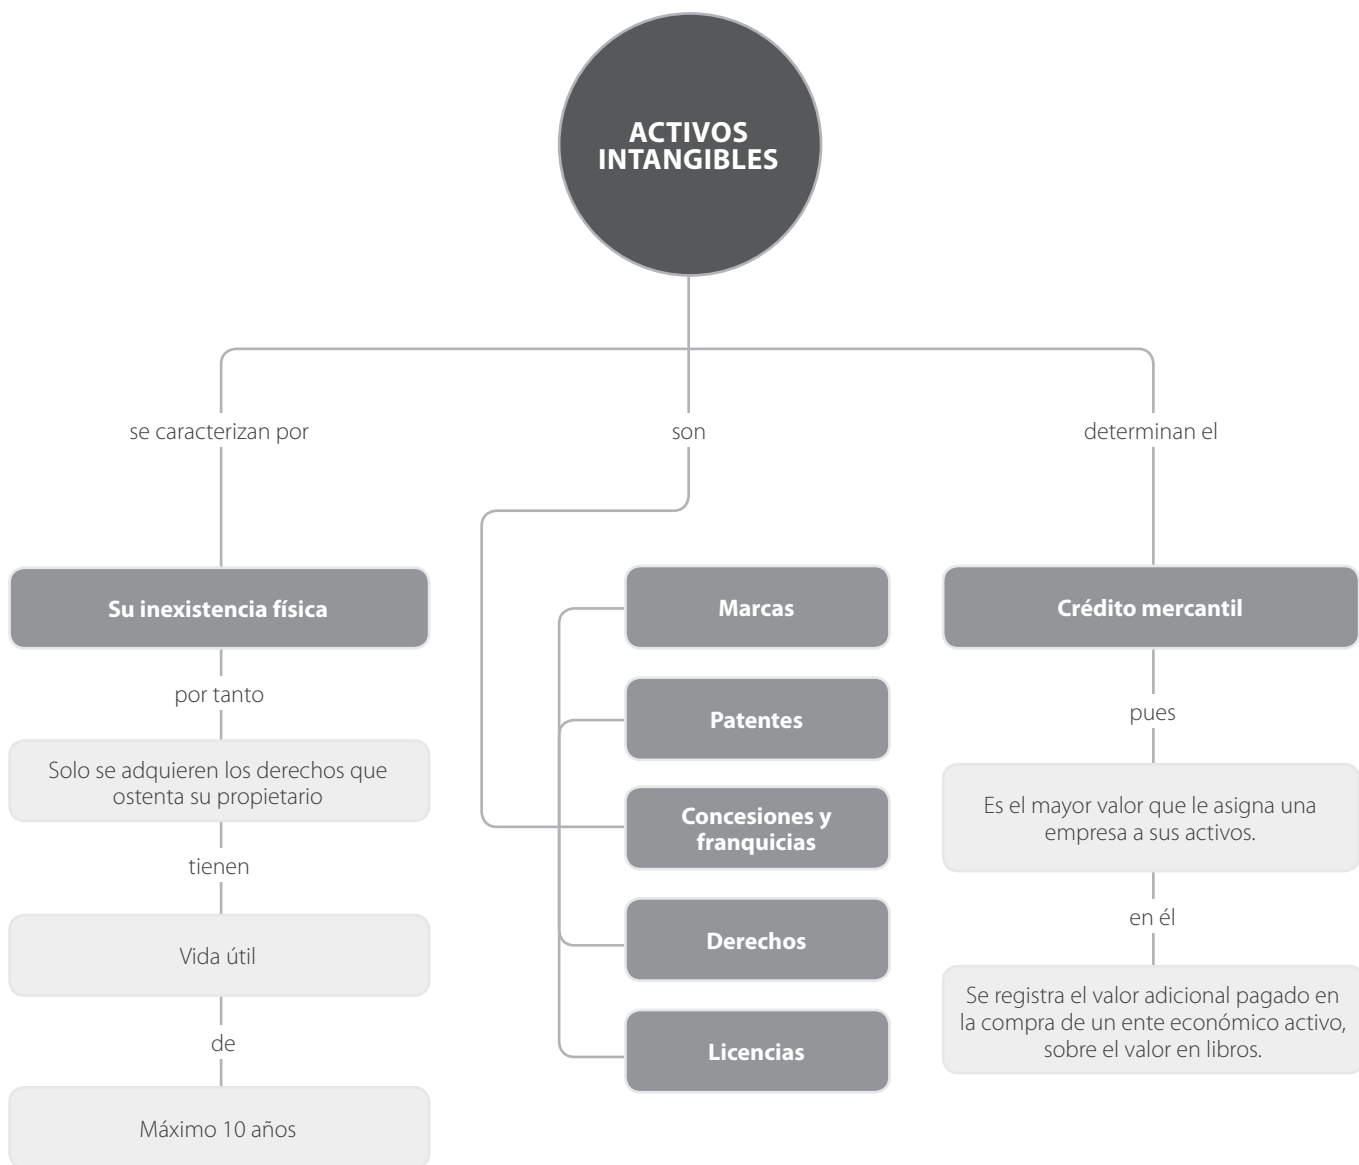 ACTIVOS
INTANGIBLES
se caracterizan por
son
determinan el
Su inexistencia física
por tanto
Solo se adquieren los derechos que
ostenta su propietario
tienen
Vida útil
de
Máximo 10 años
Marcas
Patentes
Concesiones y
franquicias
Derechos
Licencias
Crédito mercantil
pues
Es el mayor valor que le asigna una
empresa a sus activos.
en él
Se registra el valor adicional pagado en
la compra de un ente económico activo,
sobre el valor en libros.